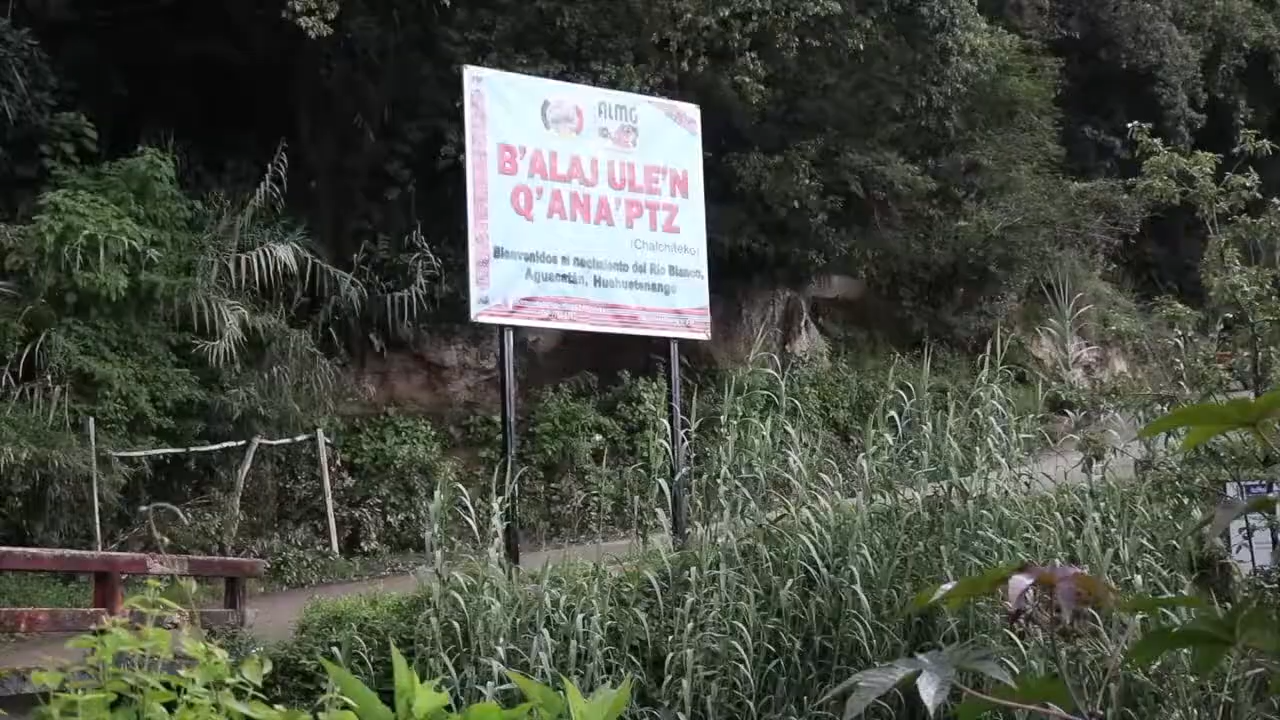 ALMG
B'ALAJ ULE'N
Q'ANA'PTZ
(Chalchiteko)
Bienvenidos al nacimiento del Río Blanco,
Aguacatán, Huehuetenango